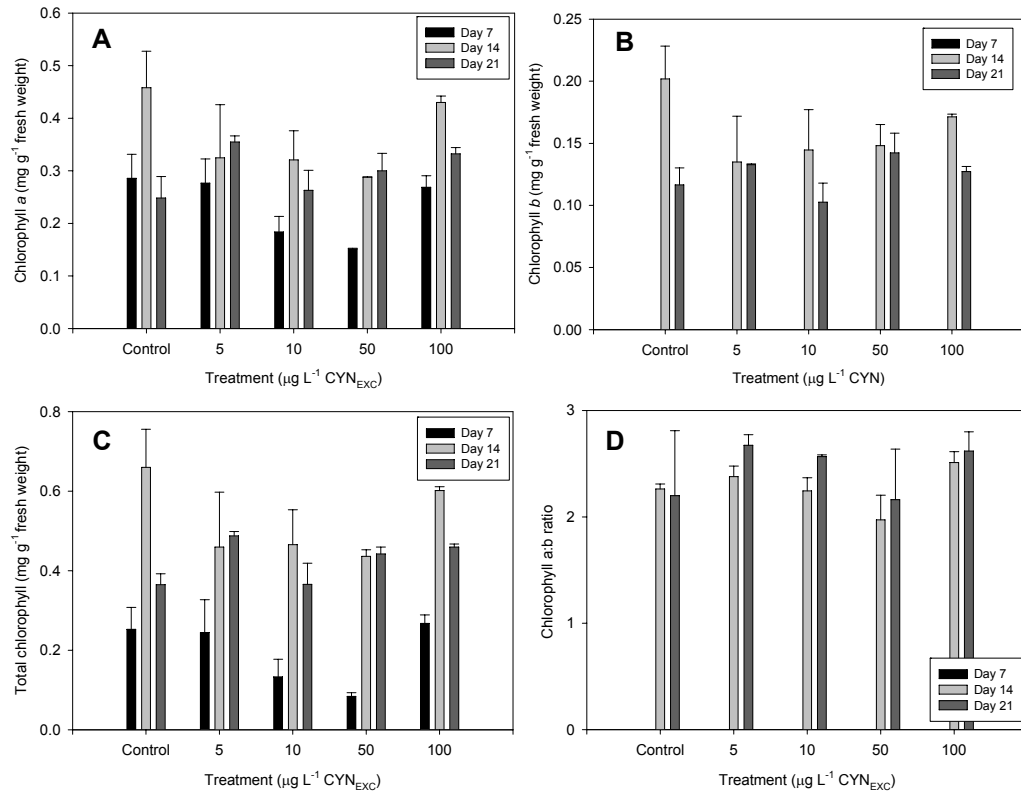 A
Day 7
Day 14
Day 21
Chlorophyll a (mg g⁻¹ fresh weight)
0.6
0.5
0.4
0.3
0.2
0.1
0.0
Control 5 10 50 100
Treatment (μg L⁻¹ CYN_EXC)
B
Day 7
Day 14
Day 21
Chlorophyll b (mg g⁻¹ fresh weight)
0.25
0.20
0.15
0.10
0.05
0.00
Control 5 10 50 100
Treatment (μg L⁻¹ CYN)
C
Day 7
Day 14
Day 21
Total chlorophyll (mg g⁻¹ fresh weight)
0.8
0.6
0.4
0.2
0.0
Control 5 10 50 100
Treatment (μg L⁻¹ CYN_EXC)
D
Chlorophyll a:b ratio
3
2
1
0
Day 7
Day 14
Day 21
Control 5 10 50 100
Treatment (μg L⁻¹ CYN_EXC)